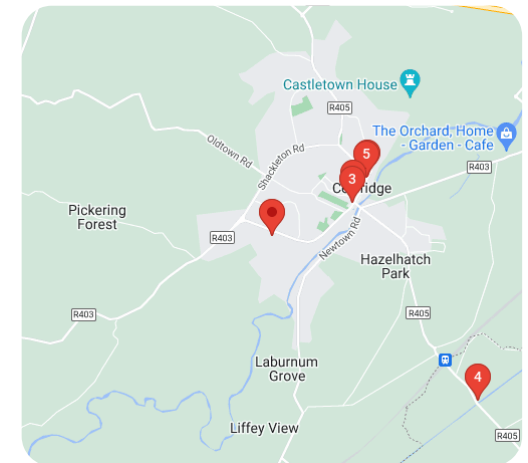 Castletown House
R405
The Orchard, Home
- Garden - Cafe
Oldtown Rd
Shackleton Rd
5
R403
3
Pickering
Forest
R403
Newtown Rd
Hazelhatch
Park
R403
R405
Laburnum
Grove
4
Liffey View
R405